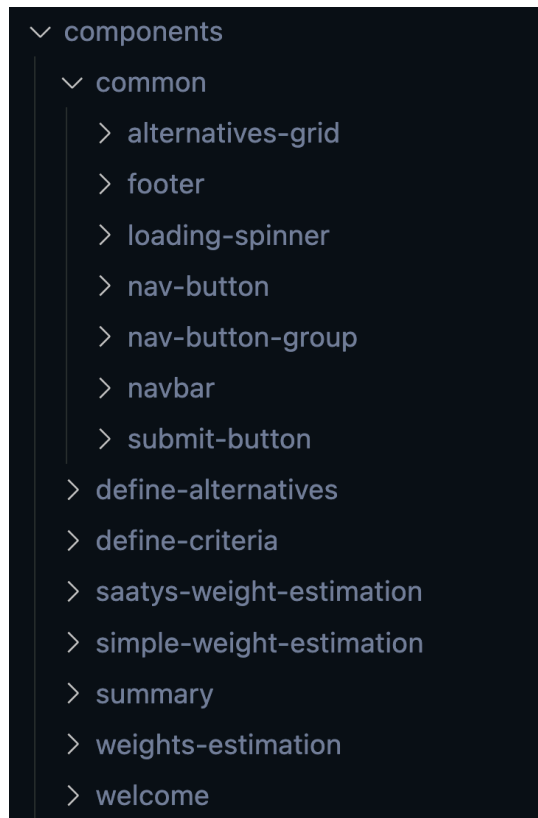 components
common
alternatives-grid
footer
loading-spinner
nav-button
nav-button-group
navbar
submit-button
define-alternatives
define-criteria
saatys-weight-estimation
simple-weight-estimation
summary
weights-estimation
welcome